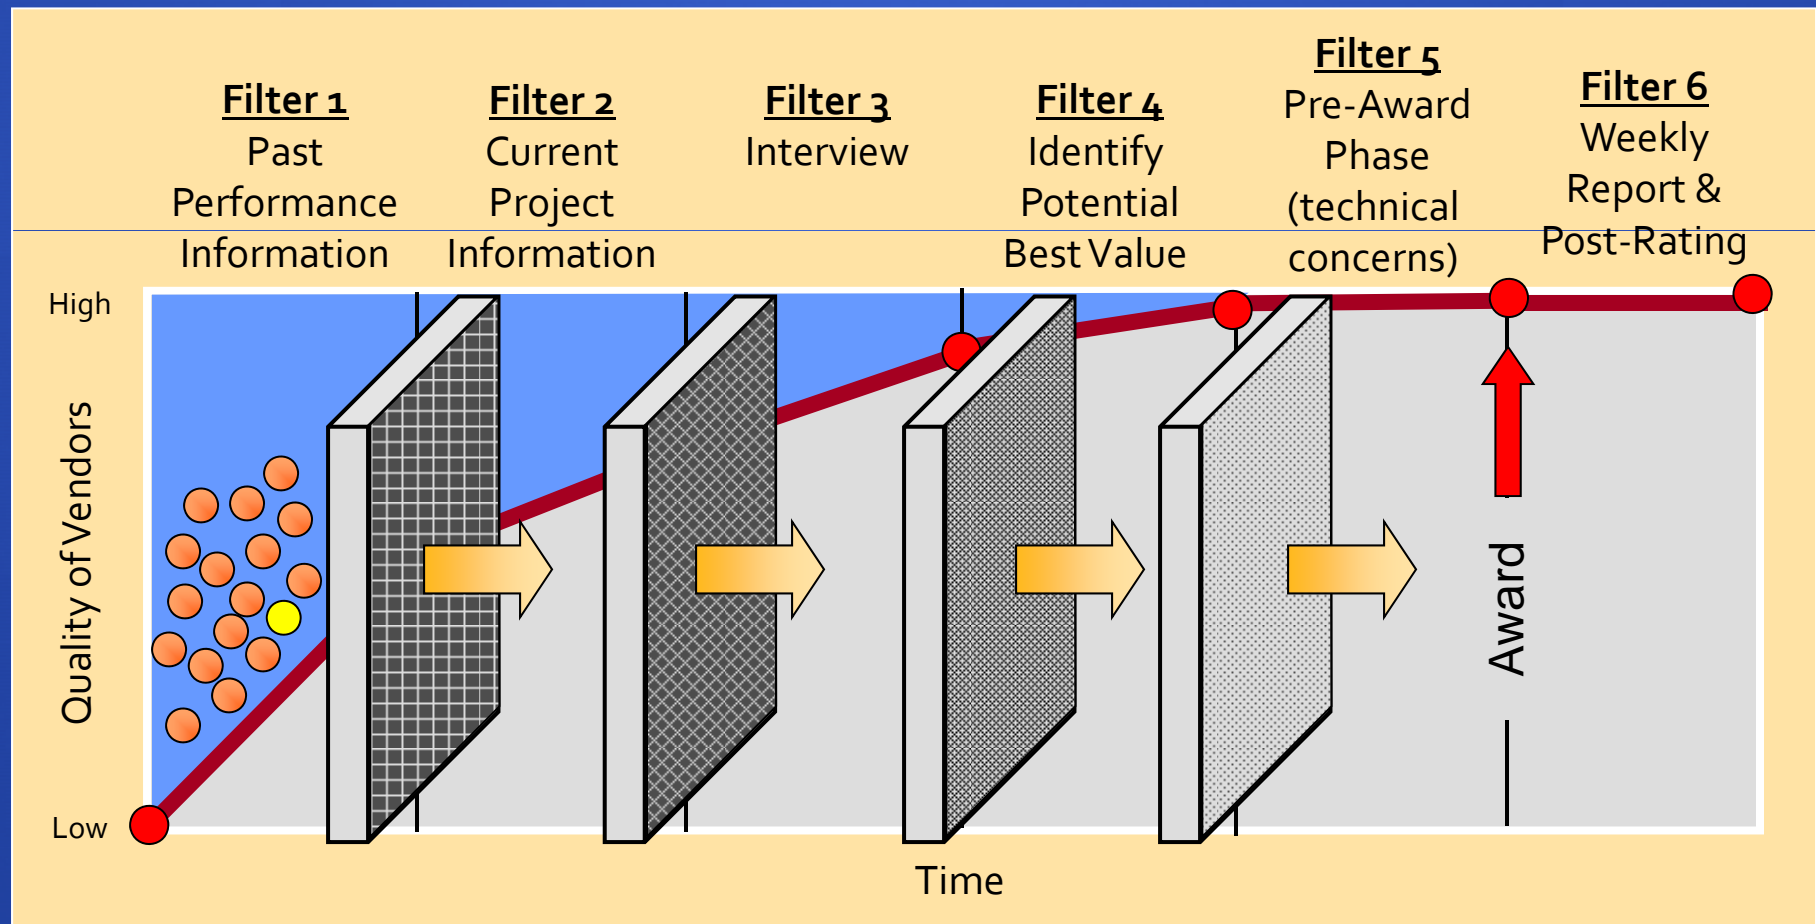 Filter 1
Past
Performance
Information
Filter 2
Current
Project
Information
Filter 3
Interview
Filter 4
Identify
Potential
Best Value
Filter 5
Pre-Award
Phase
(technical
concerns)
Filter 6
Weekly
Report &
Post-Rating
High
Quality of Vendors
Low
Award
Time